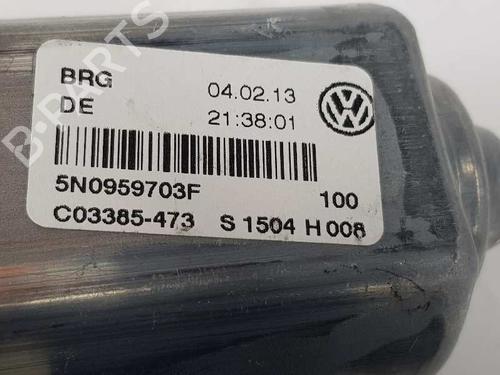 BRG 04.02.13
DE 21:38:01
5N0959703F 100
C03385-473 S 1504 H 008
B-PARTS